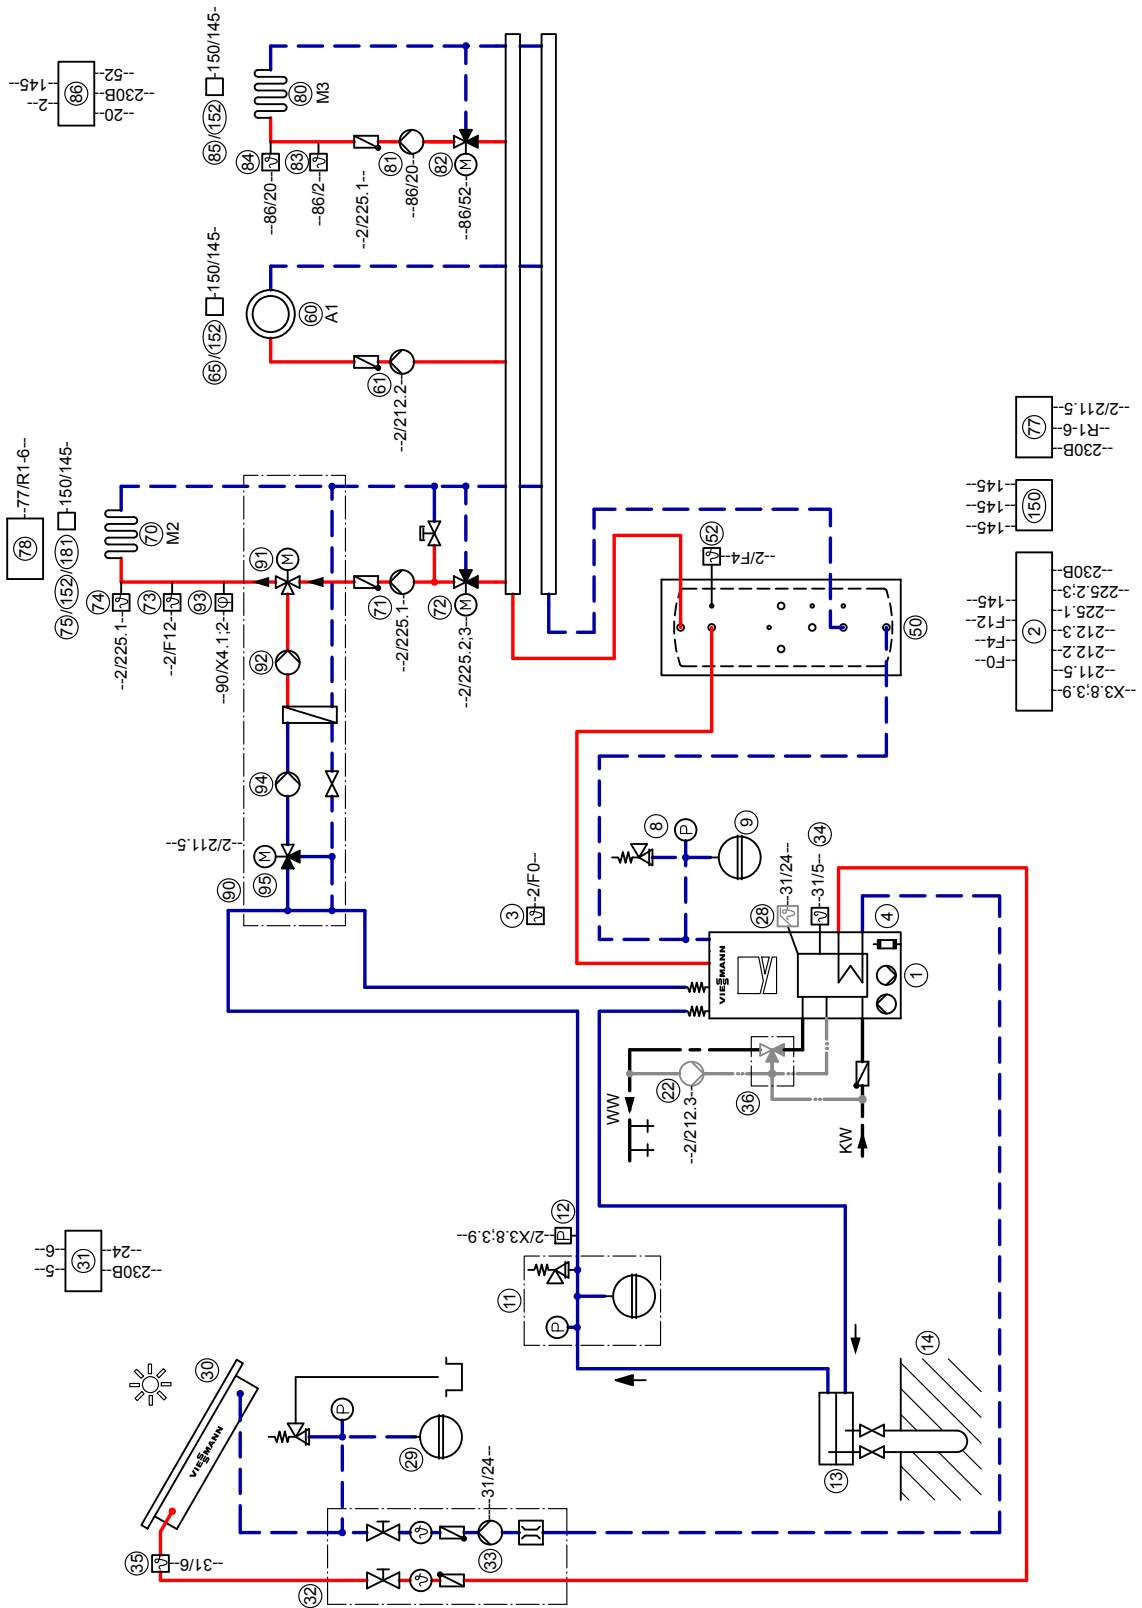 --52--
--230B--
--20--
86
145--
--2--
85/152 -150/145-
80
M3
84
--86/20--
83
--86/2--
--2/225.1--
81
--86/20--
82
M
--86/52--
65/152 -150/145-
60
A1
61
--2/212.2--
78 --77/R1-6--
75/152/181 -150/145-
70
M2
74
--2/225.1--
73
--2/F12--
93
--90/X4.1;2--
91
M
92
71
--2/225.1--
72
M
--2/225.2;3--
94
--2/211.5--
M
95
90
77
--2/211.5--
--R1-6--
--230B--
150
145--
145--
145--
2
--230B--
--225.2;3--
--225.1--
--212.3--
--212.2--
--211.5--
--X3.8;3.9--
145--
F12--
F4--
F0--
52
--2/F4--
50
3 --2/F0--
8
P
9
28
--31/24--
34
--31/5--
4
1
VIESMANN
22
--2/212.3--
36
WW
KW
12
P
--2/X3.8;3.9--
11
P
14
13
31
6--
5--
--24--
--230B--
30
VIESMANN
P
29
35
--31/6--
32
33
--31/24--